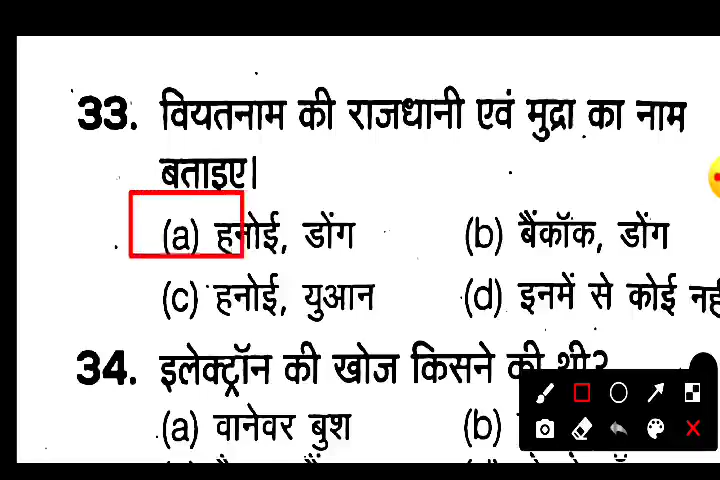 33. वियतनाम की राजधानी एवं मुद्रा का नाम
बताइए।
(a) हनोई, डोंग (b) बैंकॉक, डोंग
(c) हनोई, युआन (d) इनमें से कोई
34. इलेक्ट्रॉन की खोज किसने की थी?
(a) वानेवर बुश (b)